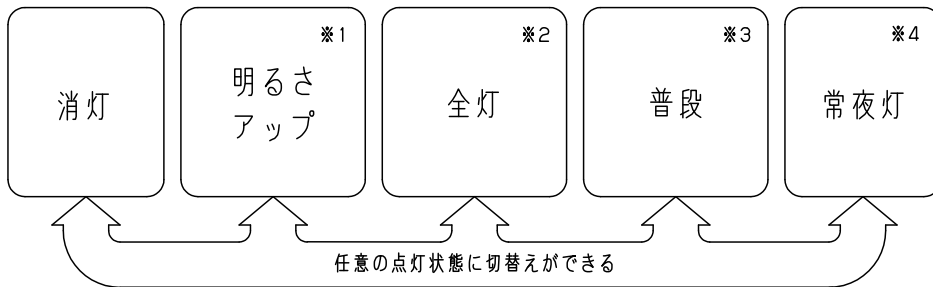 消灯
※1
明るさ
アップ
※2
全灯
※3
普段
※4
常夜灯
任意の点灯状態に切替えができる